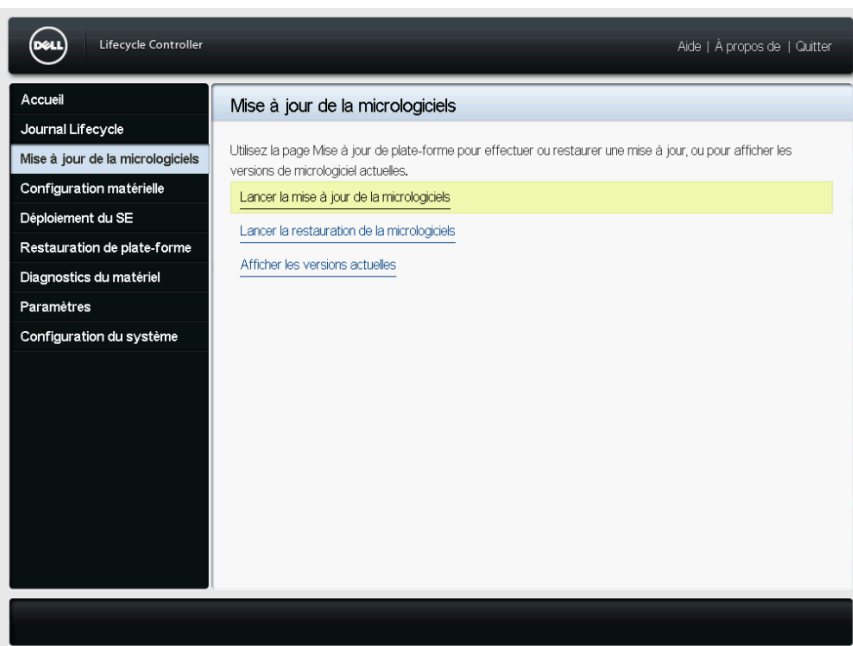 DELL
Lifecycle Controller
Aide | À propos de | Quitter
Accueil
Journal Lifecycle
Mise à jour de la micrologiciels
Configuration matérielle
Déploiement du SE
Restauration de plate-forme
Diagnostics du matériel
Paramètres
Configuration du système
Mise à jour de la micrologiciels
Utilisez la page Mise à jour de plate-forme pour effectuer ou restaurer une mise à jour, ou pour afficher les
versions de micrologiciel actuelles.
Lancer la mise à jour de la micrologiciels
Lancer la restauration de la micrologiciels
Afficher les versions actuelles